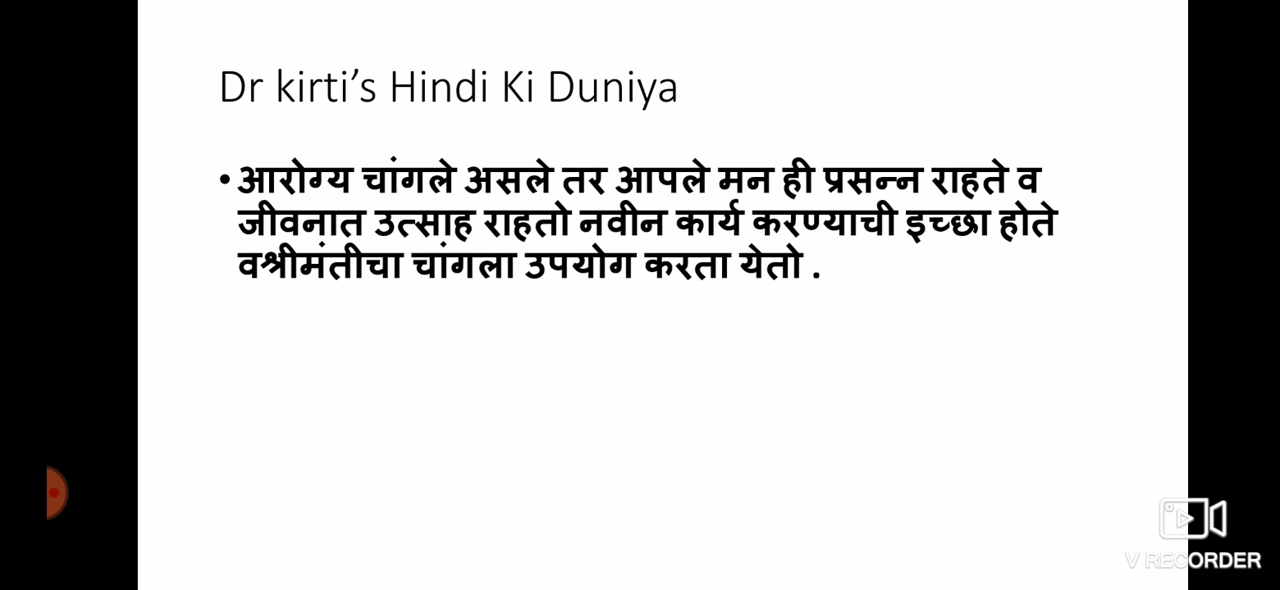 Dr kirti’s Hindi Ki Duniya
• आरोग्य चांगले असले तर आपले मन ही प्रसन्न राहते व
जीवनात उत्साह राहतो नवीन कार्य करण्याची इच्छा होते
वश्रीमंतीचा चांगला उपयोग करता येतो .
V RECORDER